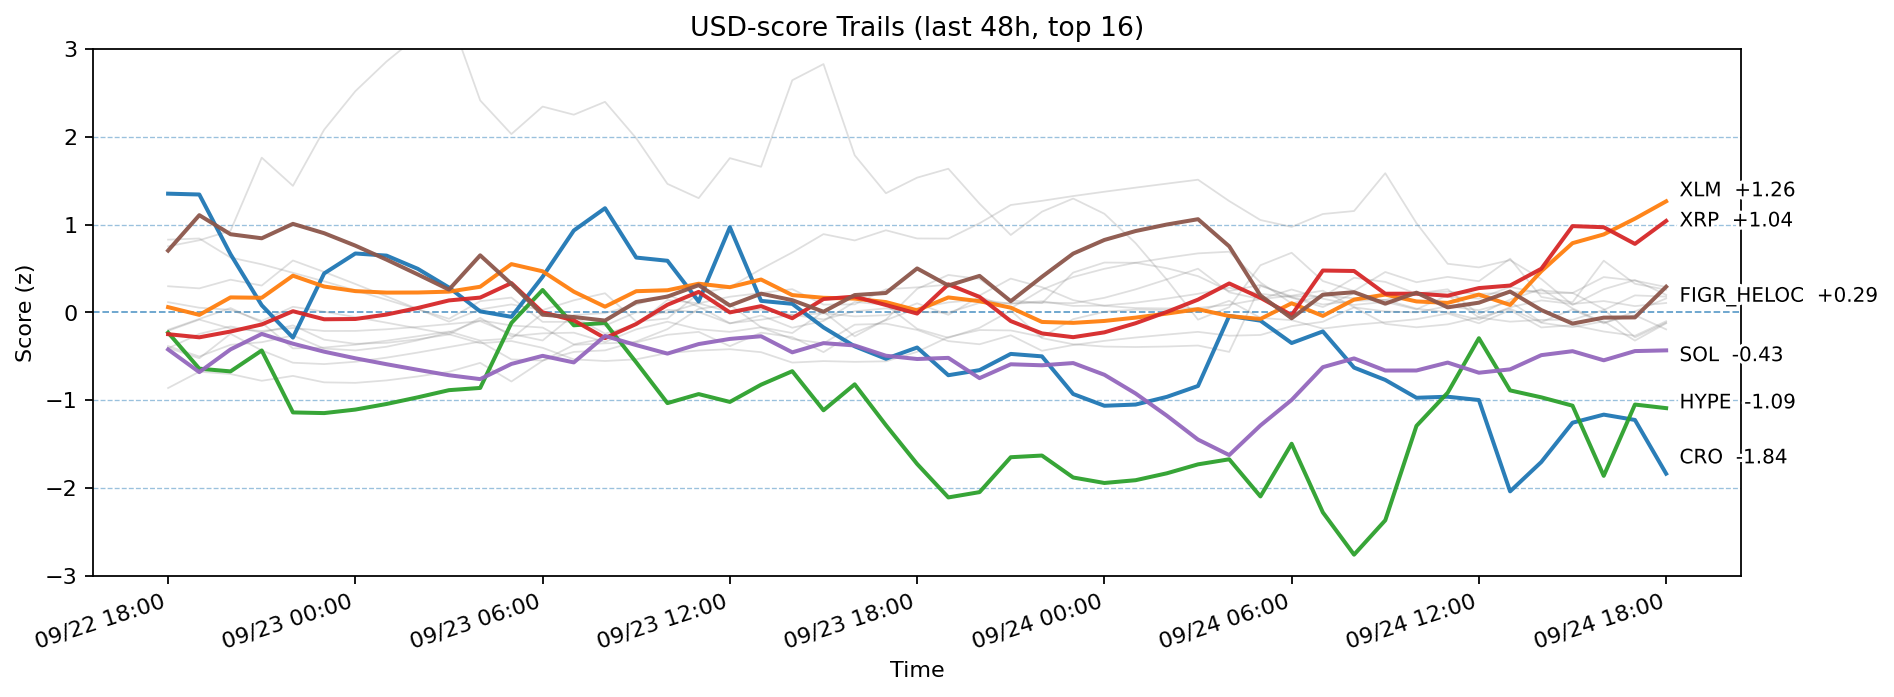 USD-score Trails (last 48h, top 16)
Score (z)
3
2
1
0
−1
−2
−3
XLM +1.26
XRP +1.04
FIGR_HELOC +0.29
SOL -0.43
HYPE -1.09
CRO -1.84
09/22 18:00
09/23 00:00
09/23 06:00
09/23 12:00
09/23 18:00
09/24 00:00
09/24 06:00
09/24 12:00
09/24 18:00
Time